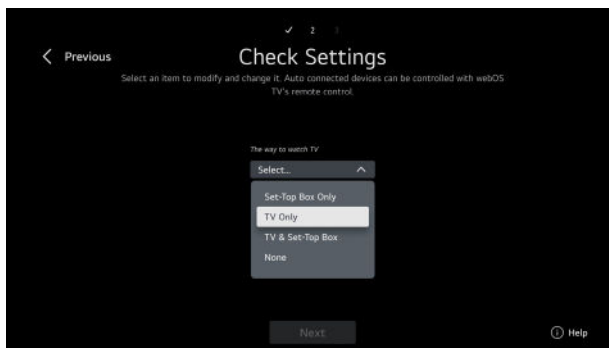 2
3
Previous
Check Settings
Select an item to modify and change it. Auto connected devices can be controlled with webOS
TV's remote control.
The way to watch TV
Select...
Set-Top Box Only
TV Only
TV & Set-Top Box
None
Next
Help